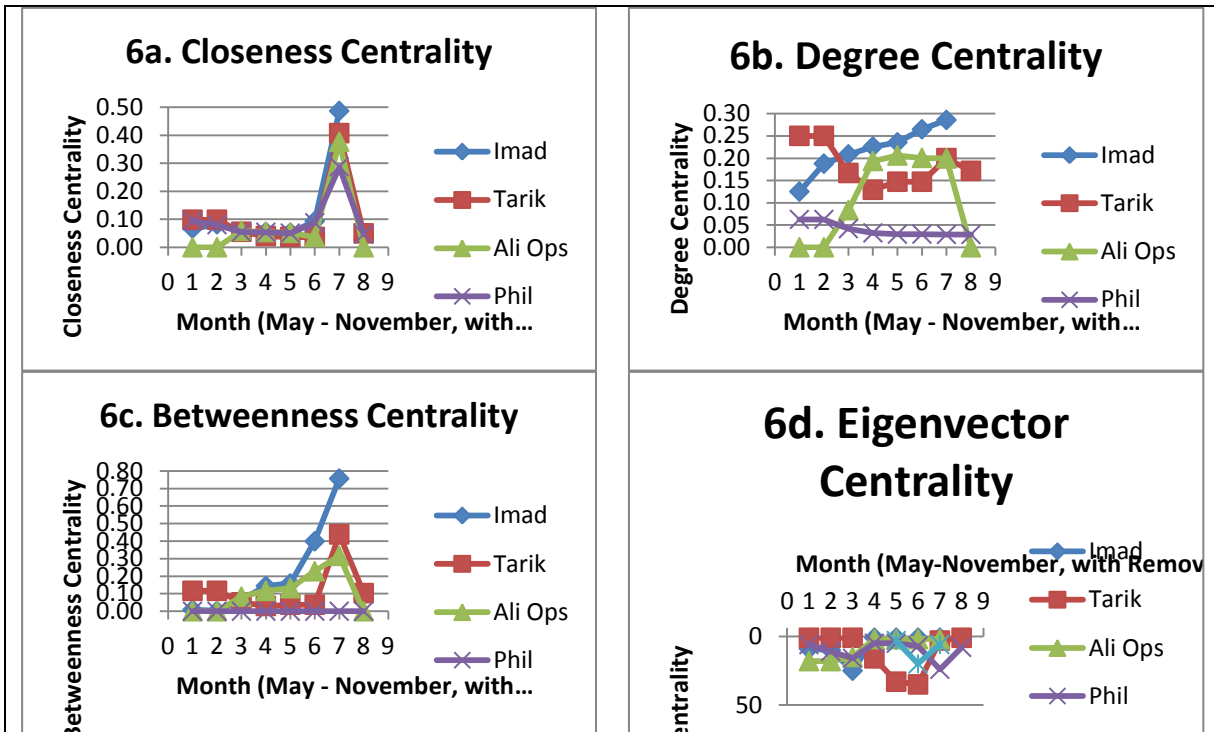 6a. Closeness Centrality
Closeness Centrality
0.50
0.40
0.30
0.20
0.10
0.00
0 1 2 3 4 5 6 7 8 9
Month (May - November, with…
Imad
Tarik
Ali Ops
Phil
6b. Degree Centrality
Degree Centrality
0.30
0.25
0.20
0.15
0.10
0.05
0.00
0 1 2 3 4 5 6 7 8 9
Month (May - November, with…
Imad
Tarik
Ali Ops
Phil
6c. Betweenness Centrality
Betweenness Centrality
0.80
0.70
0.60
0.50
0.40
0.30
0.20
0.10
0.00
0 1 2 3 4 5 6 7 8 9
Month (May - November, with…
Imad
Tarik
Ali Ops
Phil
6d. Eigenvector
Centrality
Month (May-November, with Remov
0 1 2 3 4 5 6 7 8 9
0
50
entrality
Imad
Tarik
Ali Ops
Phil